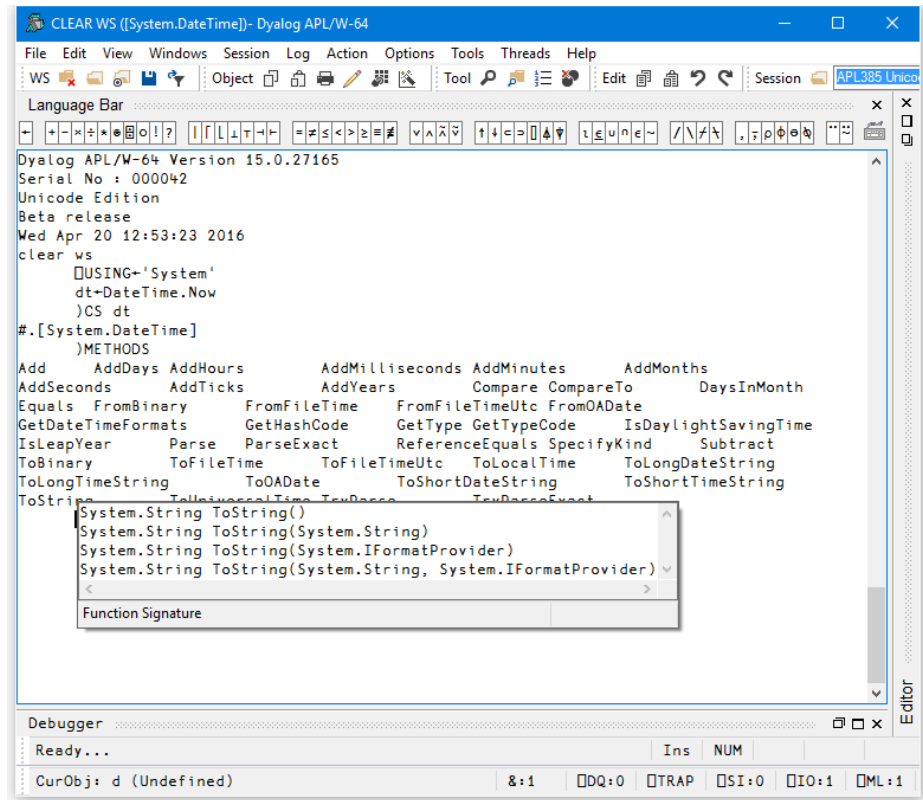 CLEAR WS ([System.DateTime])- Dyalog APL/W-64
File Edit View Windows Session Log Action Options Tools Threads Help
WS Object Tool Edit Session APL385 Unico
Language Bar
← + - × ÷ * ⍟ ⌹ ○ ! ? | ⌈ ⌊ ⊥ ⊤ ⊣ ⊢ = ≠ ≤ < > ≥ ≡ ≢ ∨ ∧ ⍲ ⍱ ↑ ↓ ⊂ ⊃ ⌷ ⍋ ⍒ ⍳ ⍷ ∪ ∩ ∊ ~ / \ ⌿ ⍀ , ⍪ ⍴ ⌽ ⊖ ⍉ ¨ ⍨
Dyalog APL/W-64 Version 15.0.27165
Serial No : 000042
Unicode Edition
Beta release
Wed Apr 20 12:53:23 2016
clear ws
⎕USING←'System'
dt←DateTime.Now
)CS dt
#.[System.DateTime]
)METHODS
Add AddDays AddHours AddMilliseconds AddMinutes AddMonths
AddSeconds AddTicks AddYears Compare CompareTo DaysInMonth
Equals FromBinary FromFileTime FromFileTimeUtc FromOADate
GetDateTimeFormats GetHashCode GetType GetTypeCode IsDaylightSavingTime
IsLeapYear Parse ParseExact ReferenceEquals SpecifyKind Subtract
ToBinary ToFileTime ToFileTimeUtc ToLocalTime ToLongDateString
ToLongTimeString ToOADate ToShortDateString ToShortTimeString
ToString ToUniversalTime TryParse TryParseExact
System.String ToString()
System.String ToString(System.String)
System.String ToString(System.IFormatProvider)
System.String ToString(System.String, System.IFormatProvider)
Function Signature
Editor
Debugger
Ready... Ins NUM
CurObj: d (Undefined) &:1 ⎕DQ:0 ⎕TRAP ⎕SI:0 ⎕IO:1 ⎕ML:1